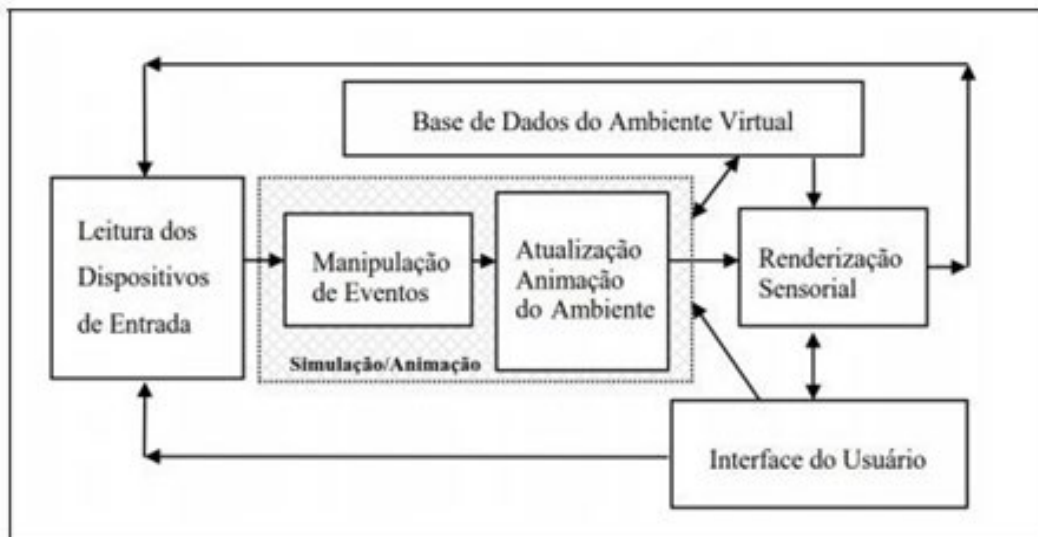 Base de Dados do Ambiente Virtual
Leitura dos
Dispositivos
de Entrada
Manipulação
de Eventos
Atualização
Animação
do Ambiente
Simulação/Animação
Renderização
Sensorial
Interface do Usuário